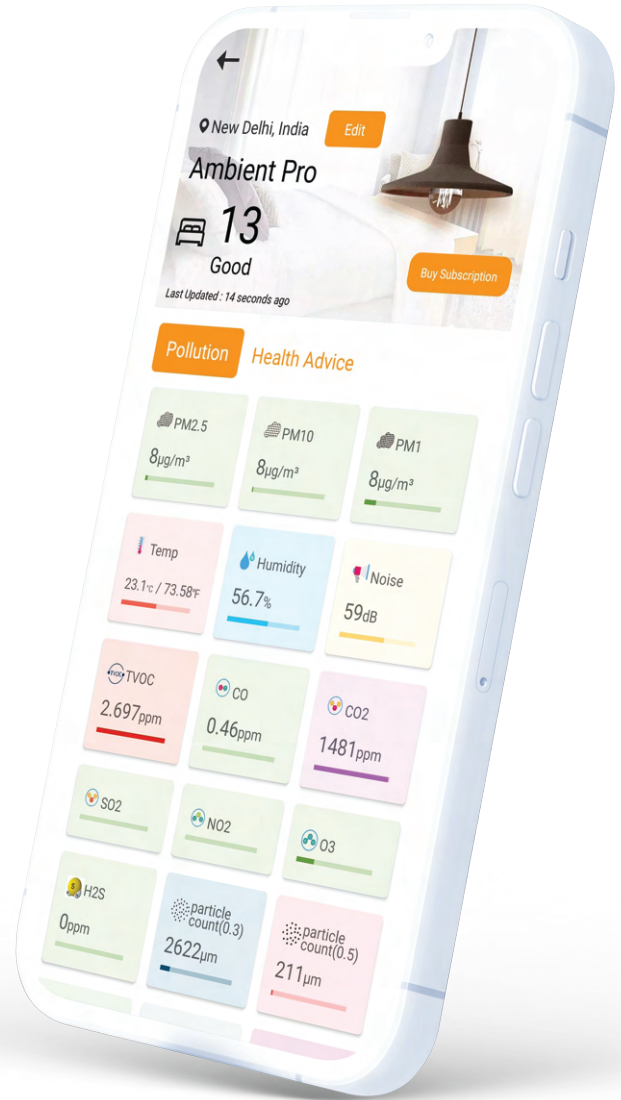 New Delhi, India
Edit
Ambient Pro
13
Good
Buy Subscription
Last Updated : 14 seconds ago
Pollution
Health Advice
PM2.5
8µg/m³
PM10
8µg/m³
PM1
8µg/m³
Temp
23.1°C / 73.58°F
Humidity
56.7%
Noise
59dB
TVOC
TVOC
2.697ppm
CO
0.46ppm
CO2
1481ppm
SO2
NO2
O3
S
H2S
0ppm
particle
count(0.3)
2622µm
particle
count(0.5)
211µm